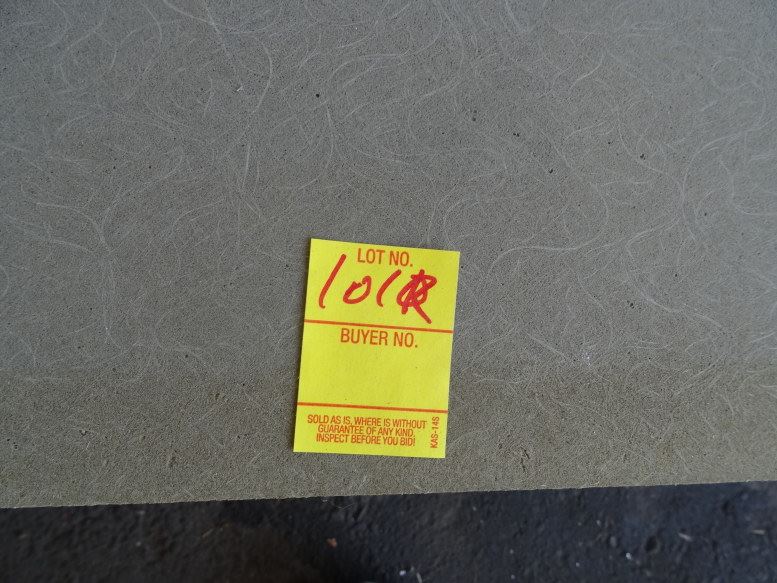 LOT NO.
101R
BUYER NO.
SOLD AS IS, WHERE IS WITHOUT
GUARANTEE OF ANY KIND,
INSPECT BEFORE YOU BID!
KAS-14S